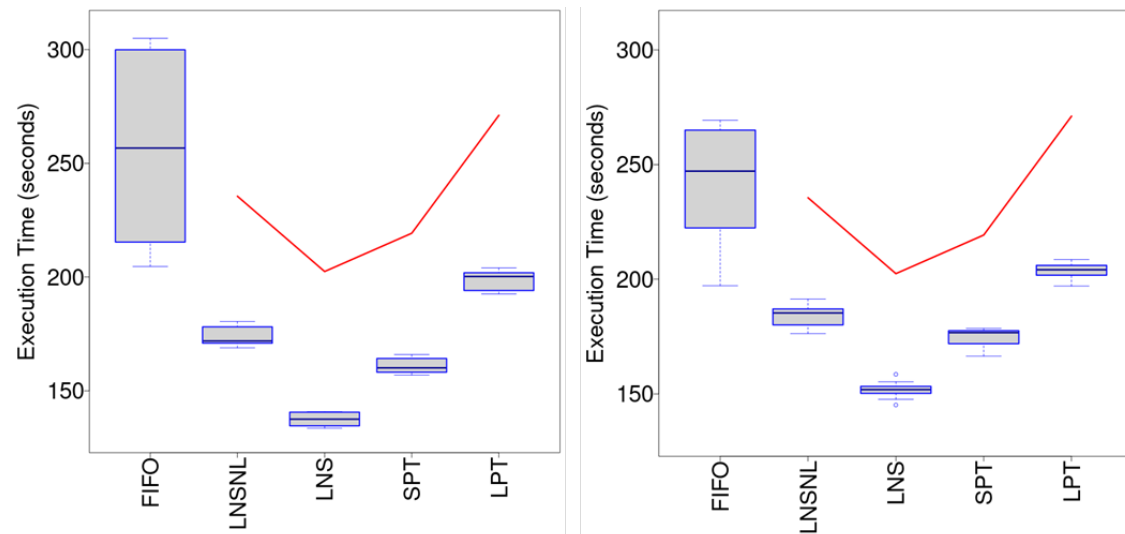 Execution Time (seconds)
300
250
200
150
FIFO
LNSNL
LNS
SPT
LPT
Execution Time (seconds)
300
250
200
150
FIFO
LNSNL
LNS
SPT
LPT